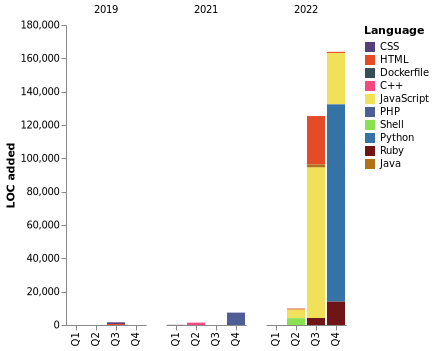 2019 2021 2022
Language
CSS
HTML
Dockerfile
C++
JavaScript
PHP
Shell
Python
Ruby
Java
LOC added
180,000
160,000
140,000
120,000
100,000
80,000
60,000
40,000
20,000
0
Q1 Q2 Q3 Q4 Q1 Q2 Q3 Q4 Q1 Q2 Q3 Q4